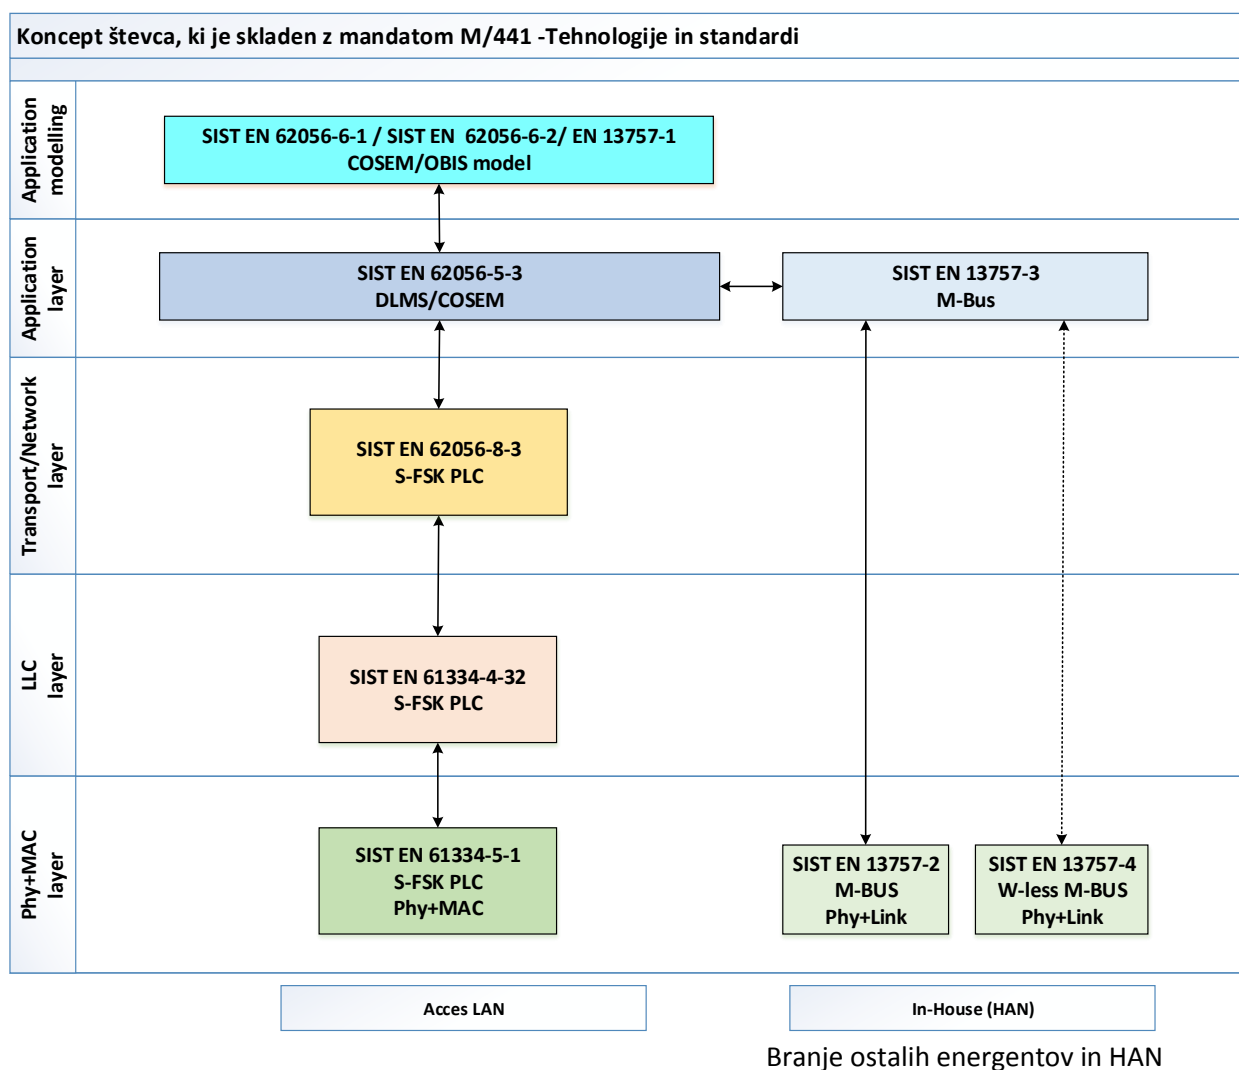 Koncept števca, ki je skladen z mandatom M/441 -Tehnologije in standardi
Application
modelling
SIST EN 62056-6-1 / SIST EN 62056-6-2/ EN 13757-1
COSEM/OBIS model
Application
layer
SIST EN 62056-5-3
DLMS/COSEM
SIST EN 13757-3
M-Bus
Transport/Network
layer
SIST EN 62056-8-3
S-FSK PLC
LLC
layer
SIST EN 61334-4-32
S-FSK PLC
Phy+MAC
layer
SIST EN 61334-5-1
S-FSK PLC
Phy+MAC
SIST EN 13757-2
M-BUS
Phy+Link
SIST EN 13757-4
W-less M-BUS
Phy+Link
Acces LAN
In-House (HAN)
Branje ostalih energentov in HAN